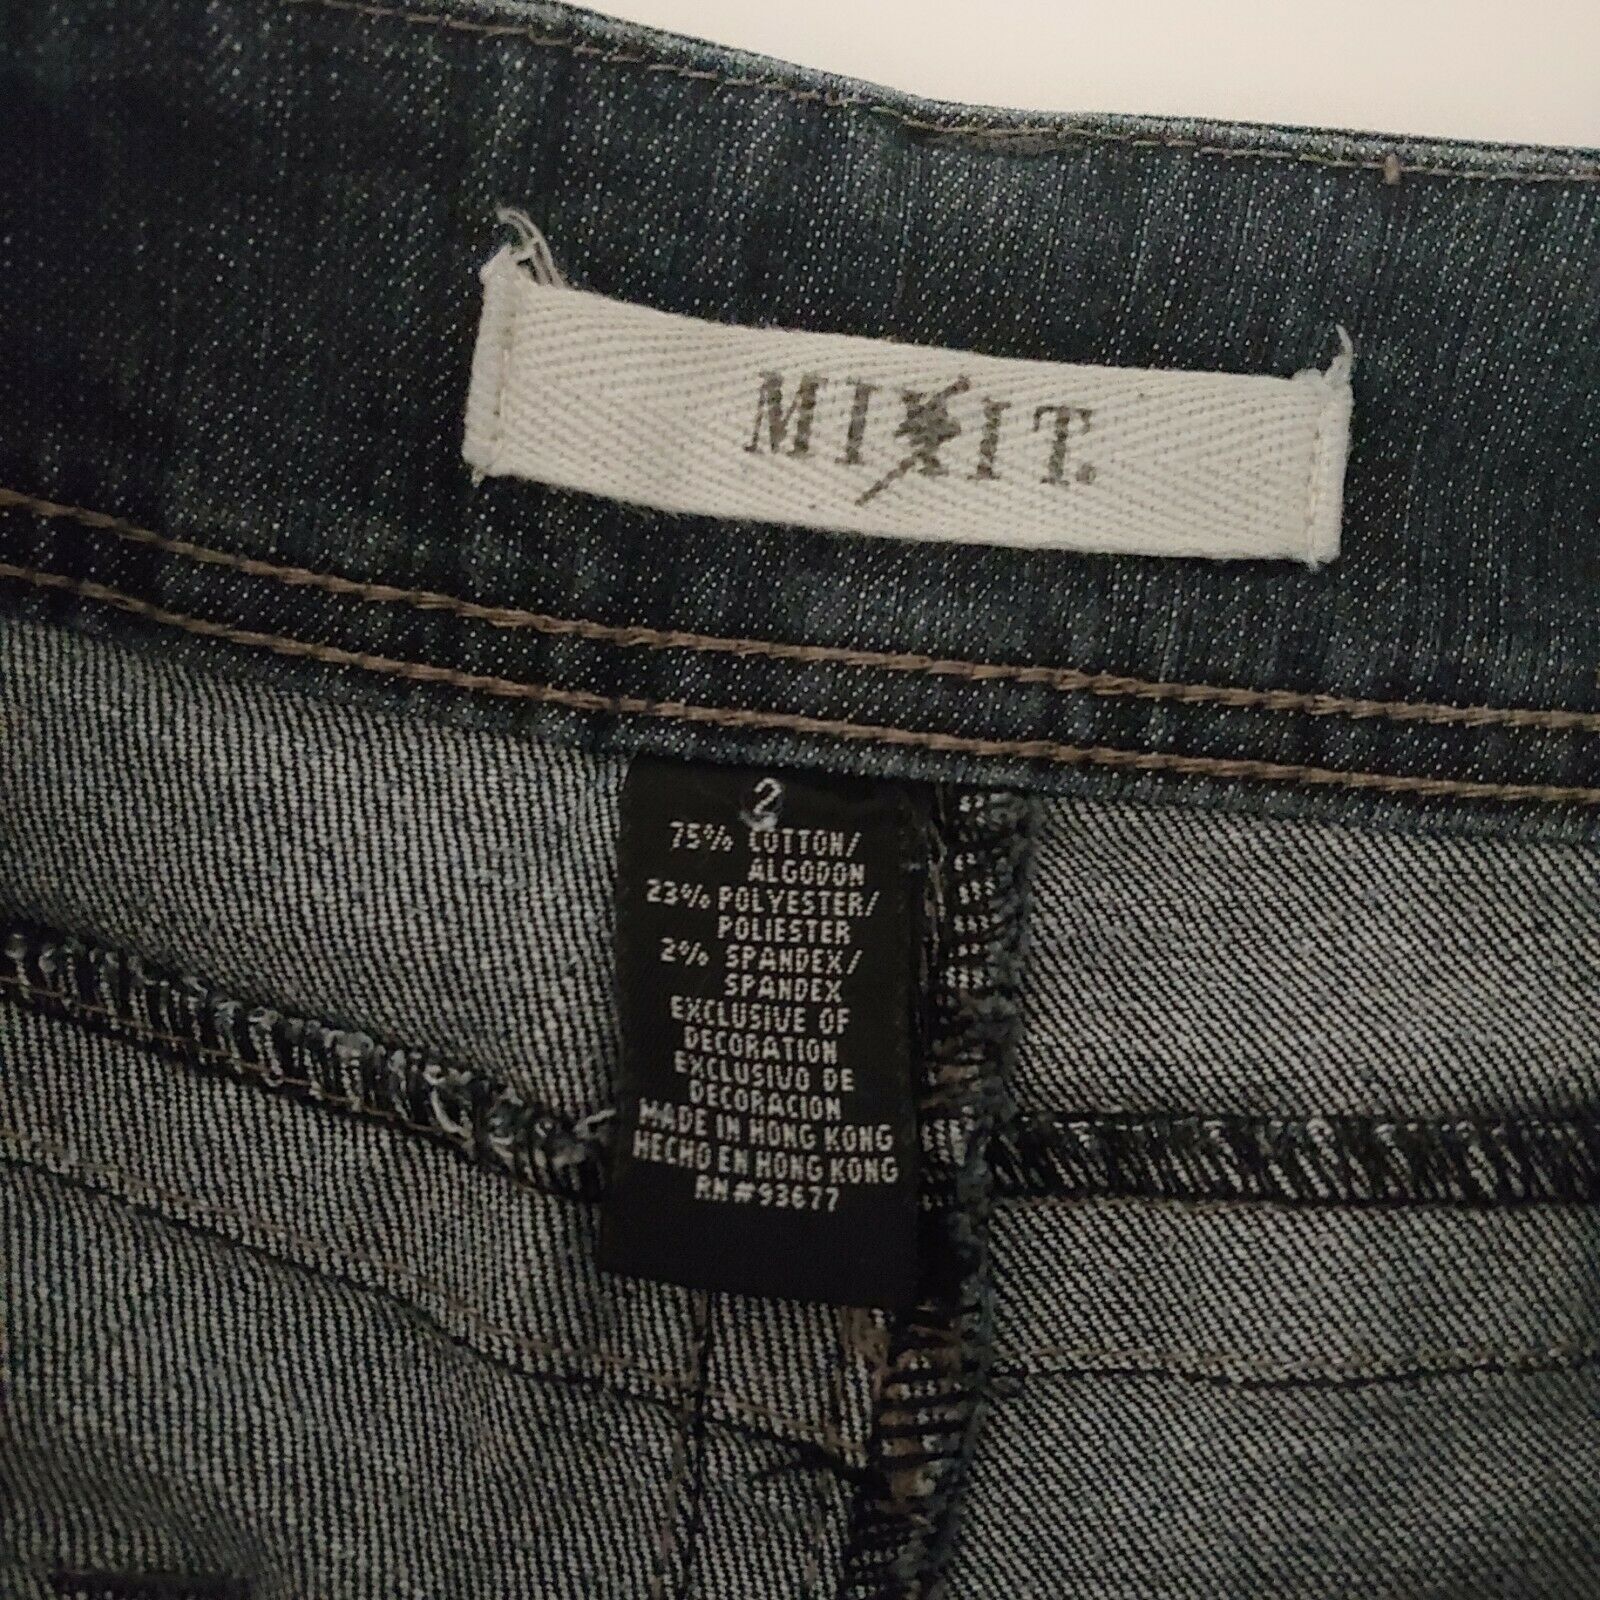 MIXIT.
2
75% COTTON/
ALGODON
23% POLYESTER/
POLIESTER
2% SPANDEX/
SPANDEX
EXCLUSIVE OF
DECORATION
EXCLUSIVO DE
DECORACION
MADE IN HONG KONG
HECHO EN HONG KONG
RN#93677